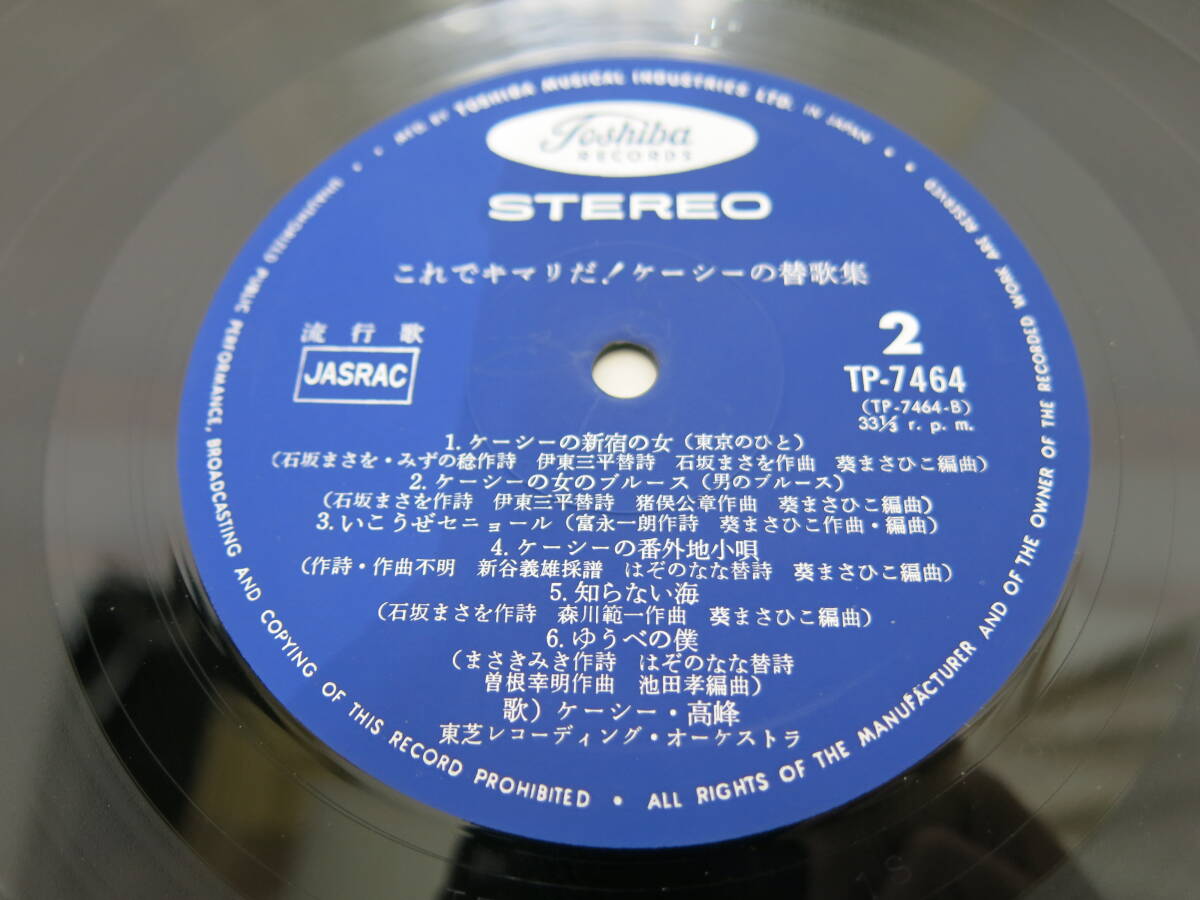 MFG. BY TOSHIBA MUSICAL INDUSTRIES LTD. IN JAPAN
Toshiba
RECORDS
STEREO
これでキマリだ!ケーシーの替歌集
流行歌
JASRAC
2
TP-7464
(TP-7464-B)
33⅓ r. p. m.
1. ケーシーの新宿の女(東京のひと)
(石坂まさを・みずの稔作詩 伊東三平替詩 石坂まさを作曲 葵まさひこ編曲)
2. ケーシーの女のブルース(男のブルース)
(石坂まさを作詩 伊東三平替詩 猪俣公章作曲 葵まさひこ編曲)
3. いこうぜセニョール(富永一朗作詩 葵まさひこ作曲・編曲)
4. ケーシーの番外地小唄
(作詩・作曲不明 新谷義雄採譜 はぞのなな替詩 葵まさひこ編曲)
5. 知らない海
(石坂まさを作詩 森川範一作曲 葵まさひこ編曲)
6. ゆうべの僕
(まさきみき作詩 はぞのなな替詩
曽根幸明作曲 池田孝編曲)
歌)ケーシー・高峰
東芝レコーディング・オーケストラ
UNAUTHORIZED PUBLIC PERFORMANCE, BROADCASTING AND COPYING OF THIS RECORD PROHIBITED • ALL RIGHTS OF THE MANUFACTURER AND OF THE OWNER OF THE RECORDED WORK ARE RESERVED